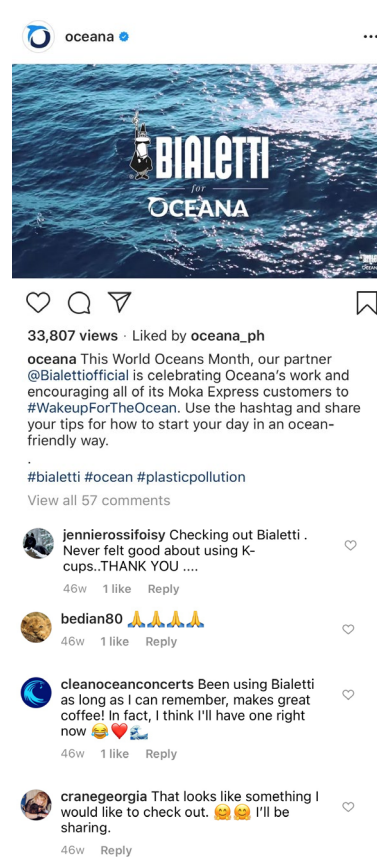 oceana
BIALETTI
for
OCEANA
33,807 views · Liked by oceana_ph
oceana This World Oceans Month, our partner
@Bialettiofficial is celebrating Oceana's work and
encouraging all of its Moka Express customers to
#WakeupForTheOcean. Use the hashtag and share
your tips for how to start your day in an ocean-
friendly way.
.
#bialetti #ocean #plasticpollution
View all 57 comments
jennierossifoisy Checking out Bialetti .
Never felt good about using K-
cups..THANK YOU ....
46w 1 like Reply
bedian80 🙏🙏🙏🙏
46w 1 like Reply
cleanoceanconcerts Been using Bialetti
as long as I can remember, makes great
coffee! In fact, I think I'll have one right
now 😂❤️🌊
46w 1 like Reply
cranegeorgia That looks like something I
would like to check out. 🤗🤗 I'll be
sharing.
46w Reply